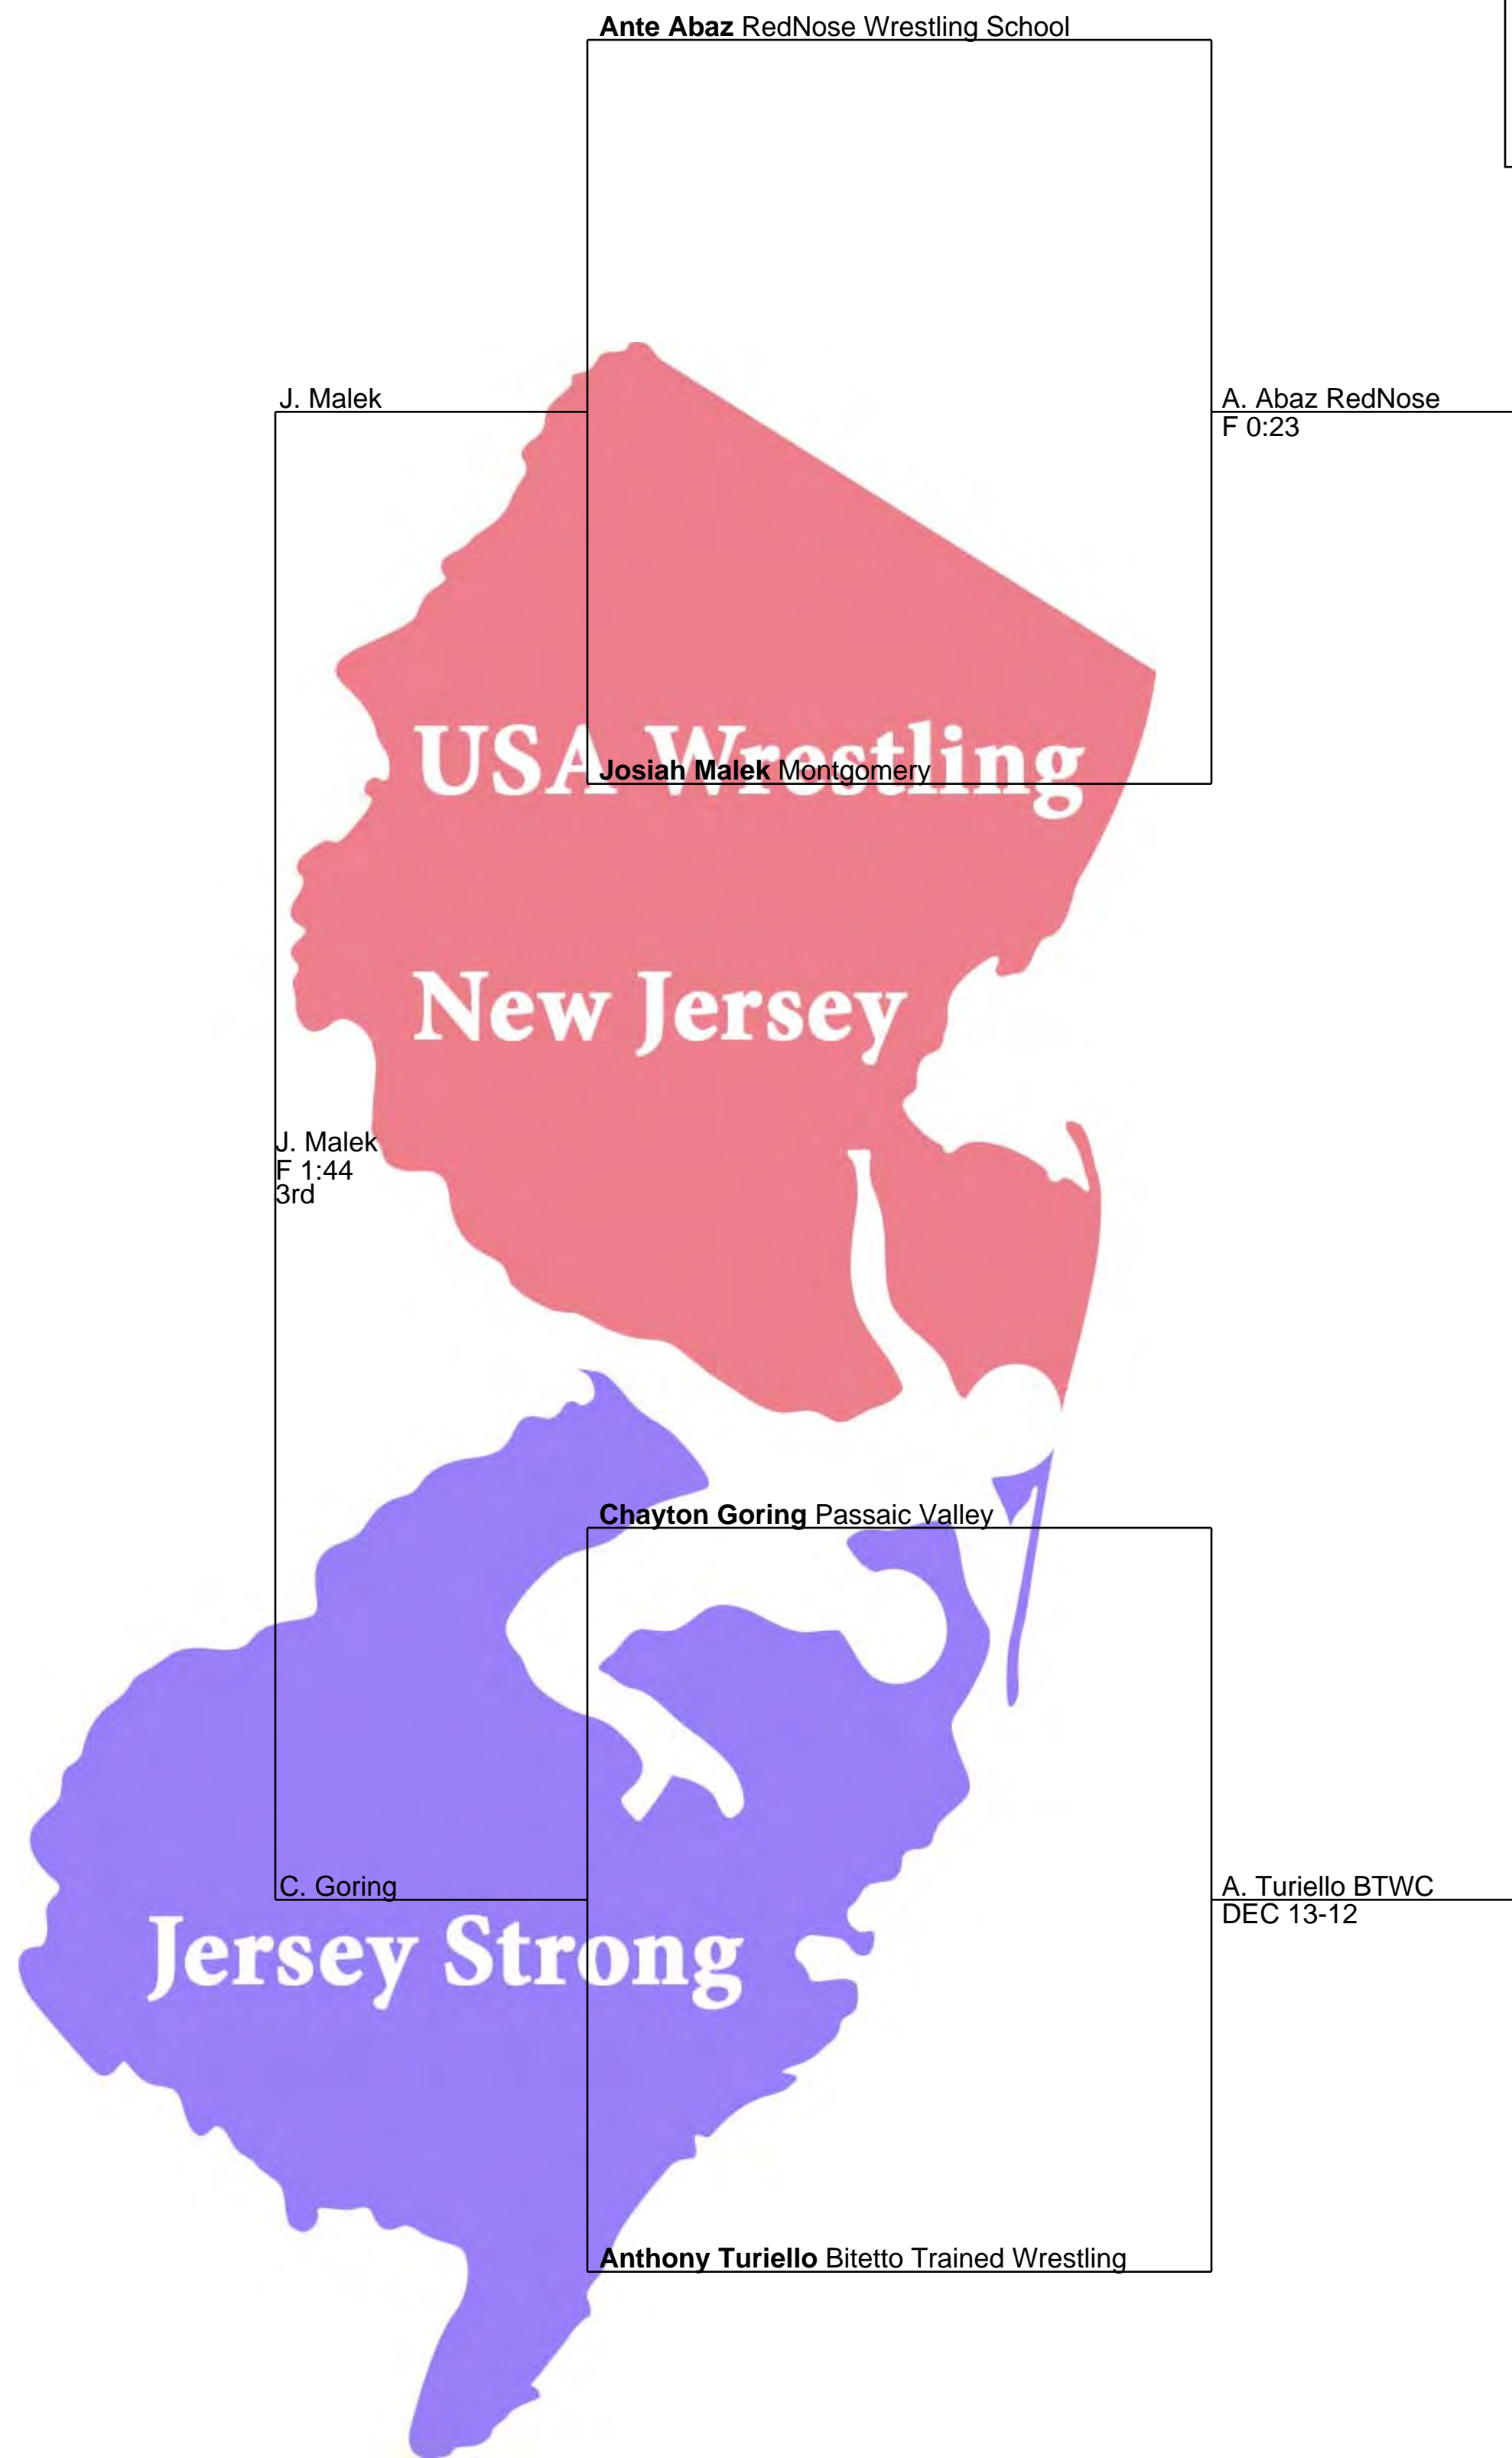 Ante Abaz RedNose Wrestling School
J. Malek
A. Abaz RedNose
F 0:23
USA Wrestling
Josiah Malek Montgomery
New Jersey
J. Malek
F 1:44
3rd
Chayton Goring Passaic Valley
C. Goring
A. Turiello BTWC
DEC 13-12
Jersey Strong
Anthony Turiello Bitetto Trained Wrestling